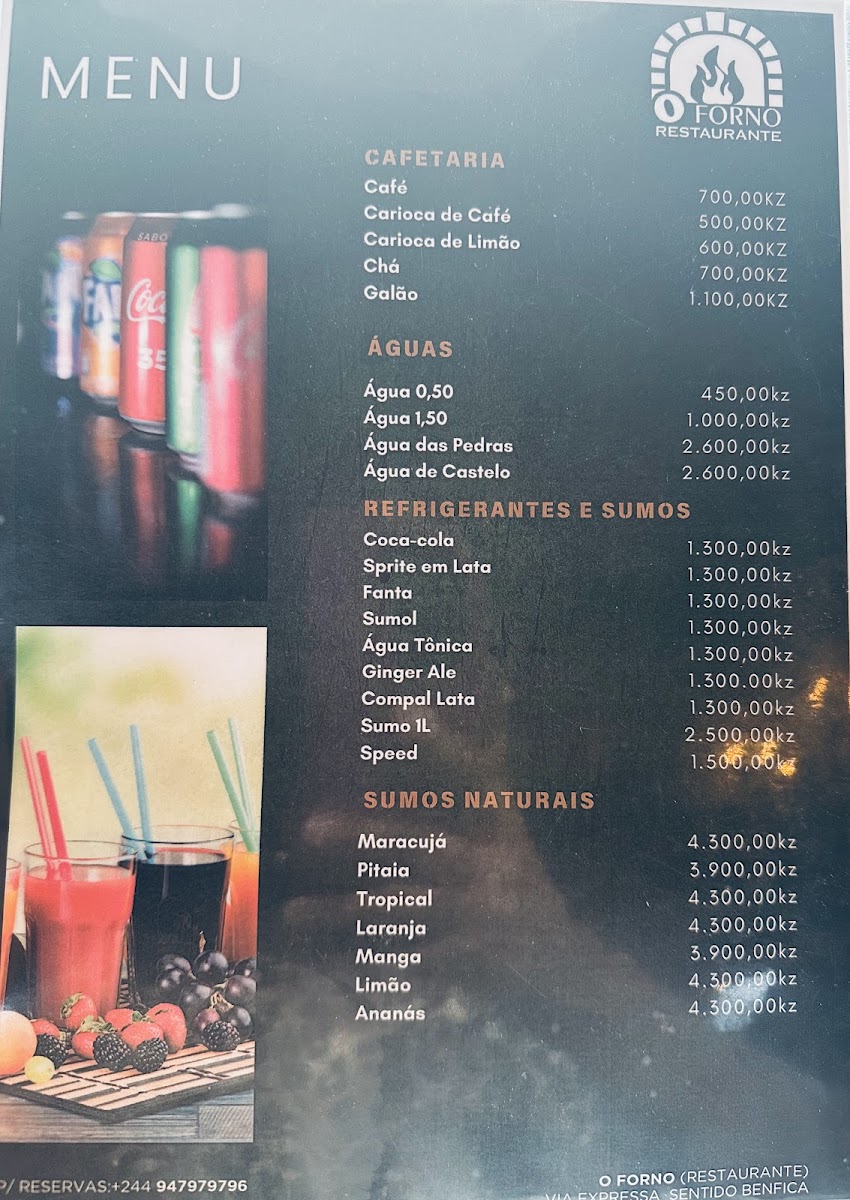 MENU
O FORNO
RESTAURANTE
CAFETARIA
Café 700,00KZ
Carioca de Café 500,00KZ
Carioca de Limão 600,00KZ
Chá 700,00KZ
Galão 1.100,00KZ
ÁGUAS
Água 0,50 450,00kz
Água 1,50 1.000,00kz
Água das Pedras 2.600,00kz
Água de Castelo 2.600,00kz
REFRIGERANTES E SUMOS
Coca-cola 1.300,00kz
Sprite em Lata 1.300,00kz
Fanta 1.300,00kz
Sumol 1.300,00kz
Água Tônica 1.300,00kz
Ginger Ale 1.300.00kz
Compal Lata 1.300,00kz
Sumo 1L 2.500,00kz
Speed 1.500,00kz
SUMOS NATURAIS
Maracujá 4.300,00kz
Pitaia 3.900,00kz
Tropical 4.300,00kz
Laranja 4.300,00kz
Manga 3.900,00kz
Limão 4.300,00kz
Ananás 4.300,00kz
SABO
Coc
35
FAN
P/ RESERVAS:+244 947979796
O FORNO (RESTAURANTE)
VIA EXPRESSA, SENTIDO BENFICA